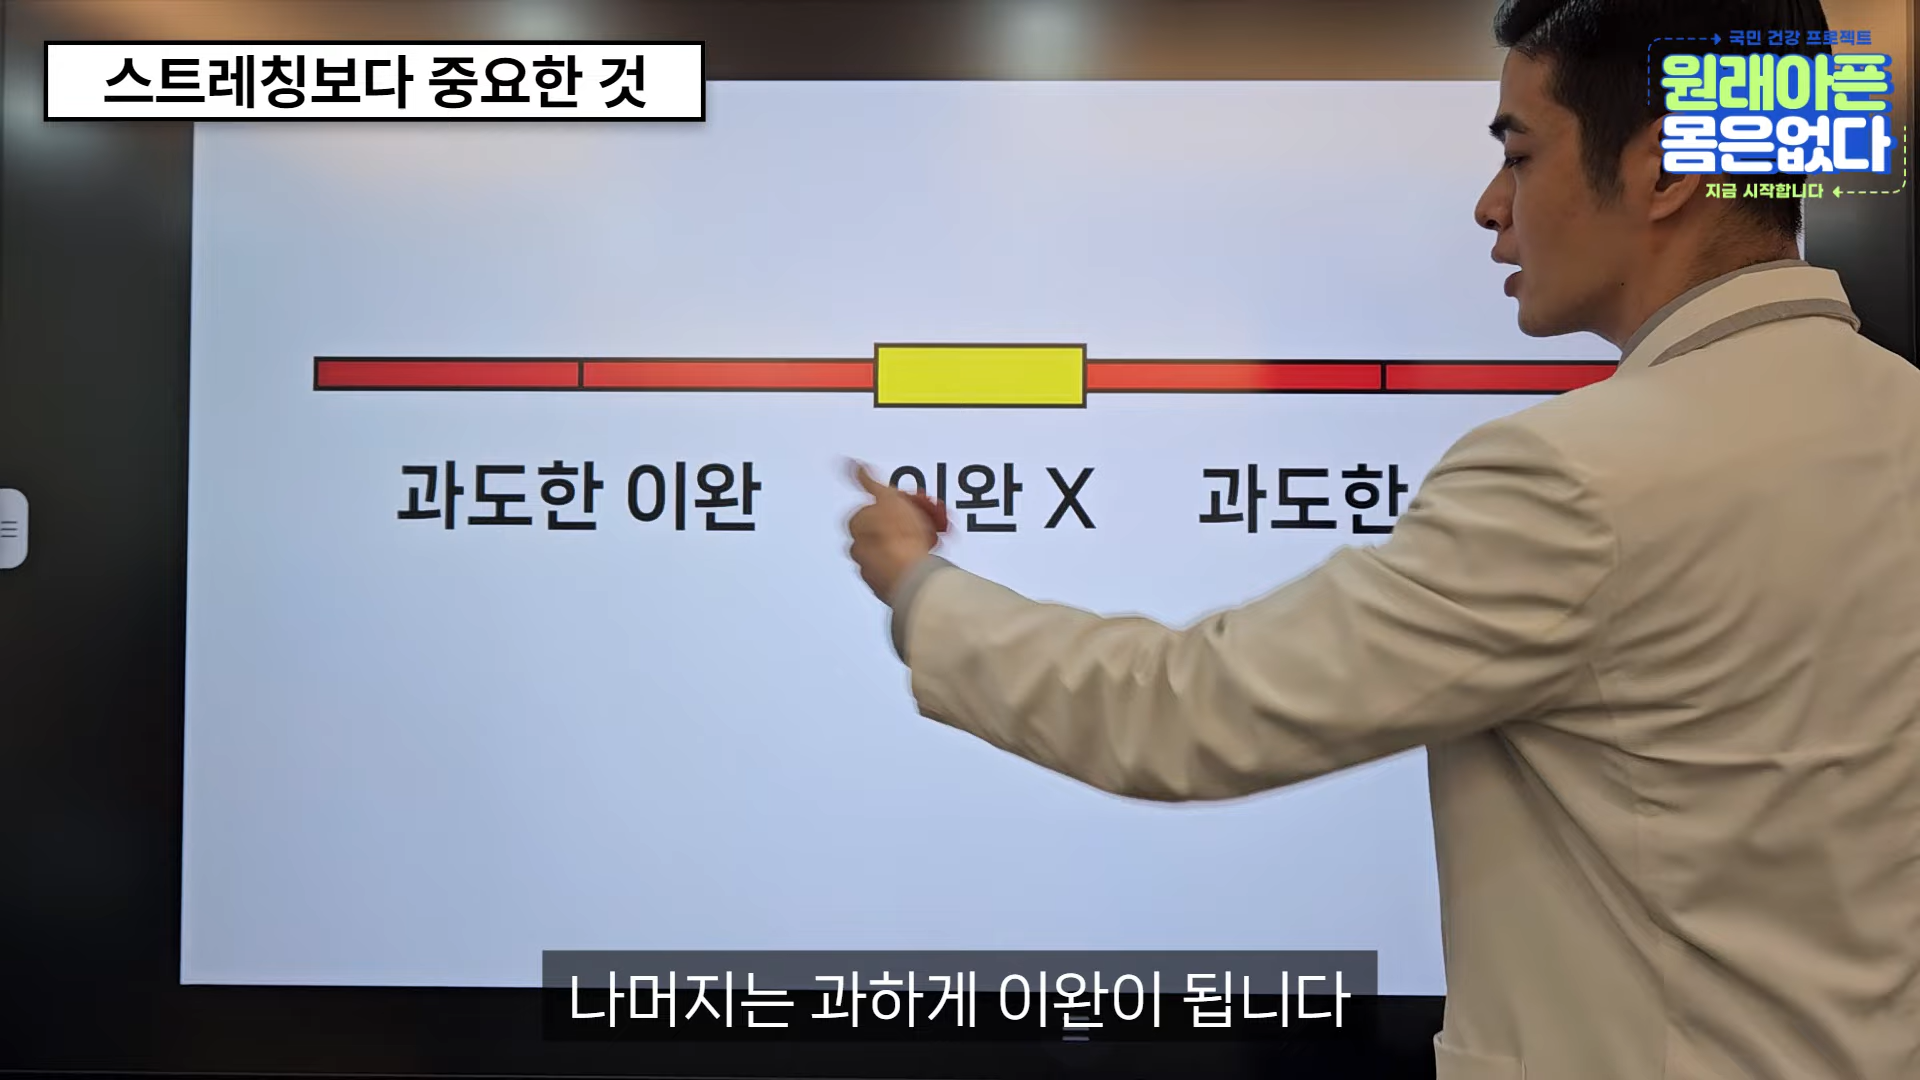 스트레칭보다 중요한 것
국민 건강 프로젝트
원래아픈
몸은없다
지금 시작합니다
과도한 이완
이완 X
과도한
나머지는 과하게 이완이 됩니다